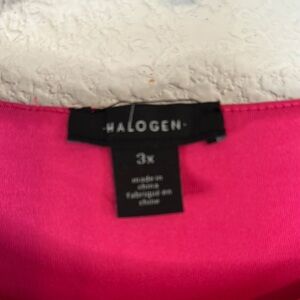 HALOGEN
3x
made in
china
fabriqué en
chine